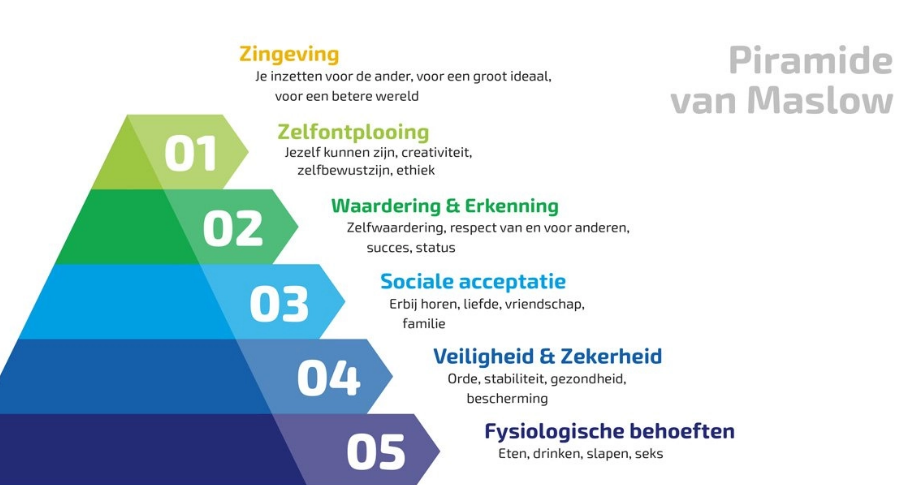 Piramide
van Maslow
Zingeving
Je inzetten voor de ander, voor een groot ideaal,
voor een betere wereld
01
Zelfontplooing
Jezelf kunnen zijn, creativiteit,
zelfbewustzijn, ethiek
02
Waardering & Erkenning
Zelfwaardering, respect van en voor anderen,
succes, status
03
Sociale acceptatie
Erbij horen, liefde, vriendschap,
familie
04
Veiligheid & Zekerheid
Orde, stabiliteit, gezondheid,
bescherming
05
Fysiologische behoeften
Eten, drinken, slapen, seks